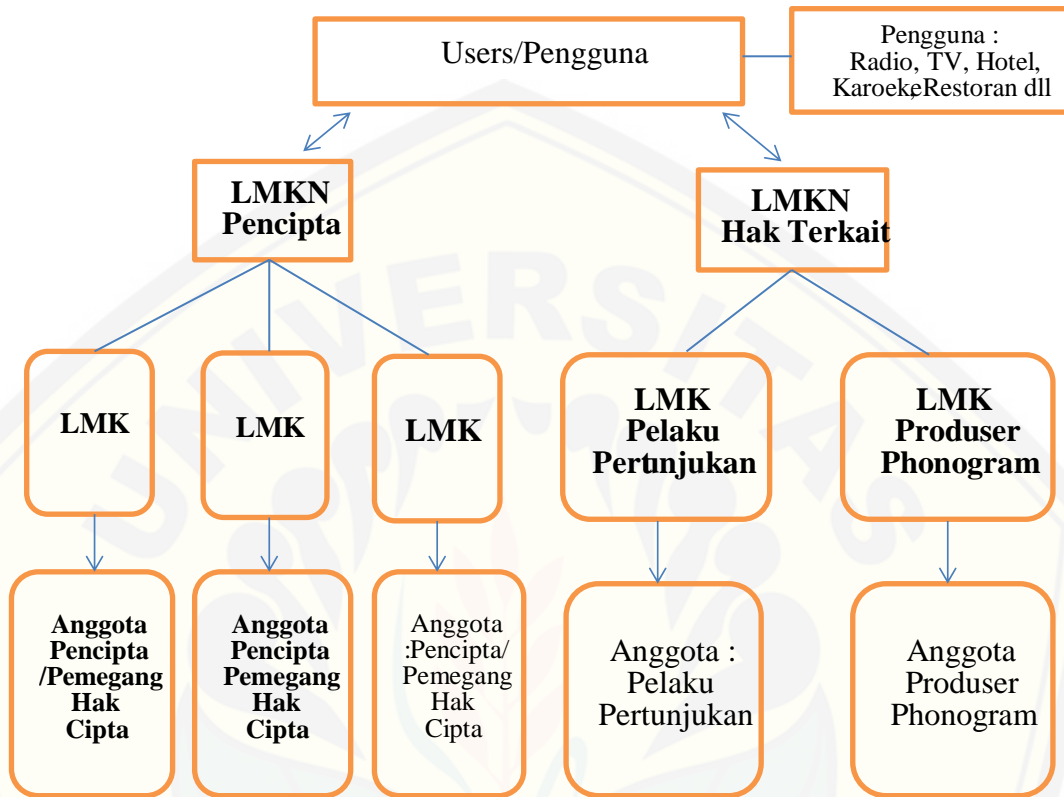 Users/Pengguna
Pengguna :
Radio, TV, Hotel,
Karoeke,Restoran dll
LMKN
Pencipta
LMKN
Hak Terkait
LMK
LMK
LMK
LMK
Pelaku
Pertunjukan
LMK
Produser
Phonogram
Anggota
Pencipta
/Pemegang
Hak
Cipta
Anggota
Pencipta
Pemegang
Hak
Cipta
Anggota
:Pencipta/
Pemegang
Hak
Cipta
Anggota :
Pelaku
Pertunjukan
Anggota
Produser
Phonogram
UNIVERSITAS